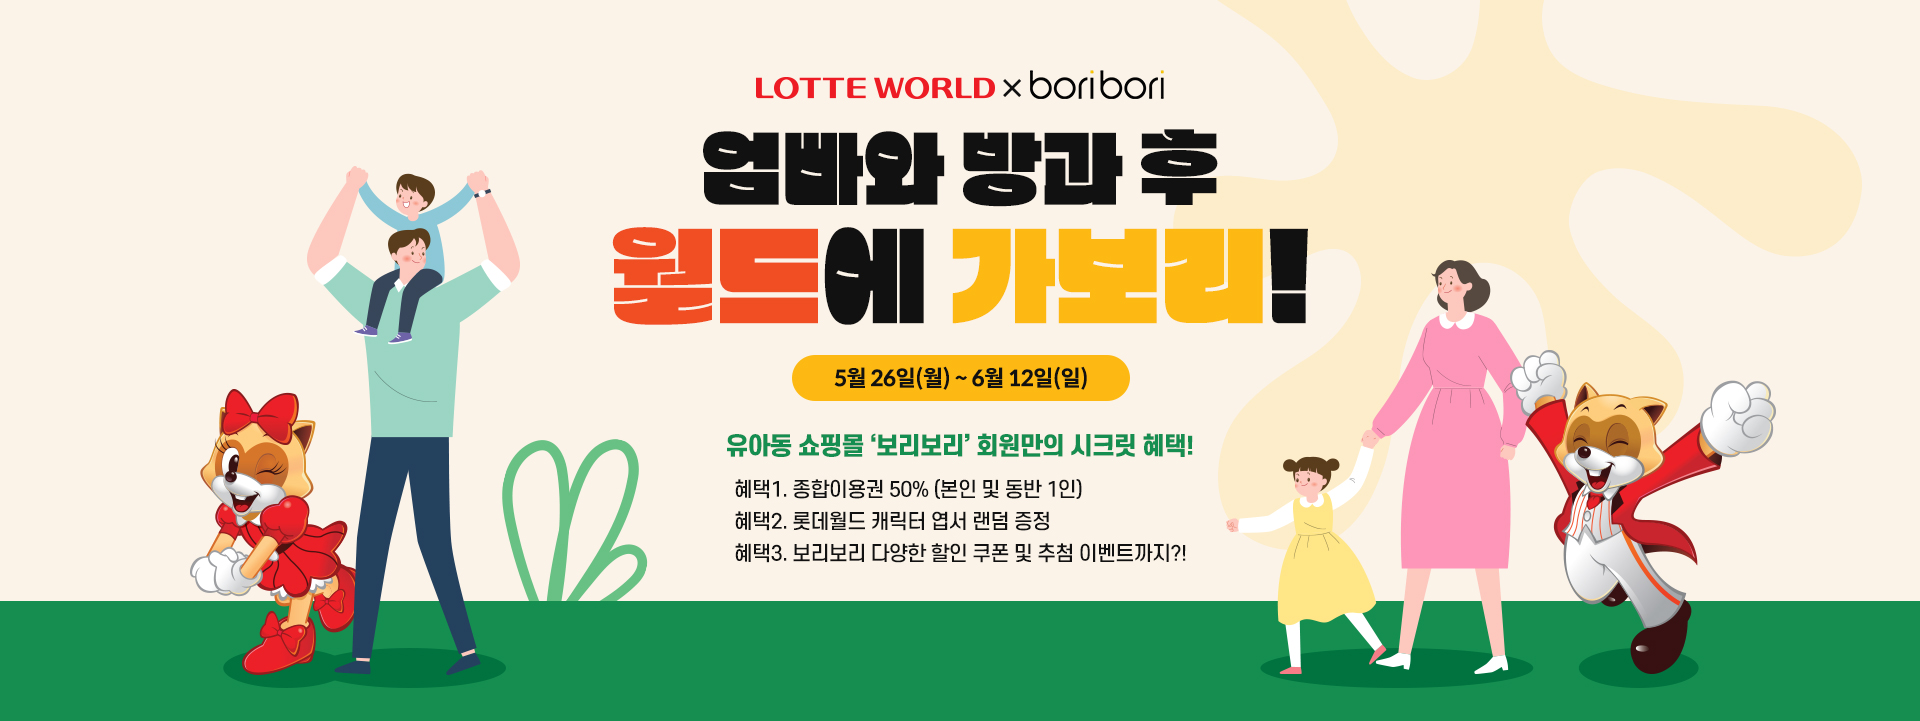 LOTTE WORLD × boribori
엄빠와 방과 후
월드에 가보리!
5월 26일(월) ~ 6월 12일(일)
유아동 쇼핑몰 ‘보리보리’ 회원만의 시크릿 혜택!
혜택1. 종합이용권 50% (본인 및 동반 1인)
혜택2. 롯데월드 캐릭터 엽서 랜덤 증정
혜택3. 보리보리 다양한 할인 쿠폰 및 추첨 이벤트까지?!